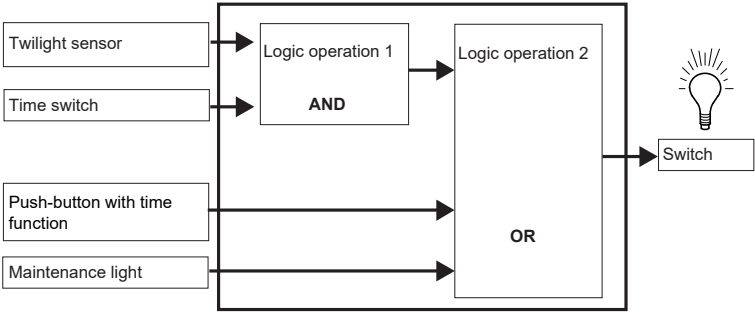 Twilight sensor
Time switch
Push-button with time
function
Maintenance light
Logic operation 1
AND
Logic operation 2
OR
Switch